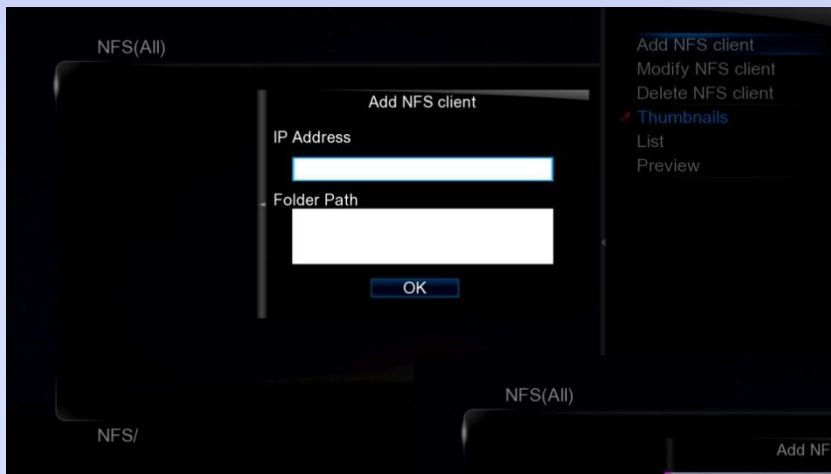 NFS(All)
Add NFS client
IP Address
Folder Path
OK
NFS/
Add NFS client
Modify NFS client
Delete NFS client
Thumbnails
List
Preview
NFS(All)
Add NF